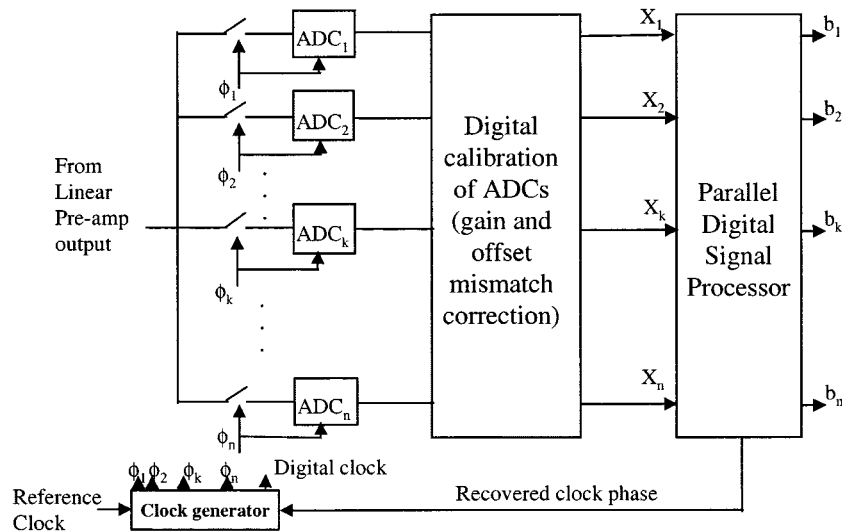 ADC₁
ϕ₁
ADC₂
ϕ₂
From
Linear
Pre-amp
output
ADCₖ
ϕₖ
ADCₙ
ϕₙ
Digital
calibration
of ADCs
(gain and
offset
mismatch
correction)
X₁
X₂
Xₖ
Xₙ
Parallel
Digital
Signal
Processor
b₁
b₂
bₖ
bₙ
ϕ₁ ϕ₂ ϕₖ ϕₙ Digital clock
Reference
Clock
Clock generator
Recovered clock phase